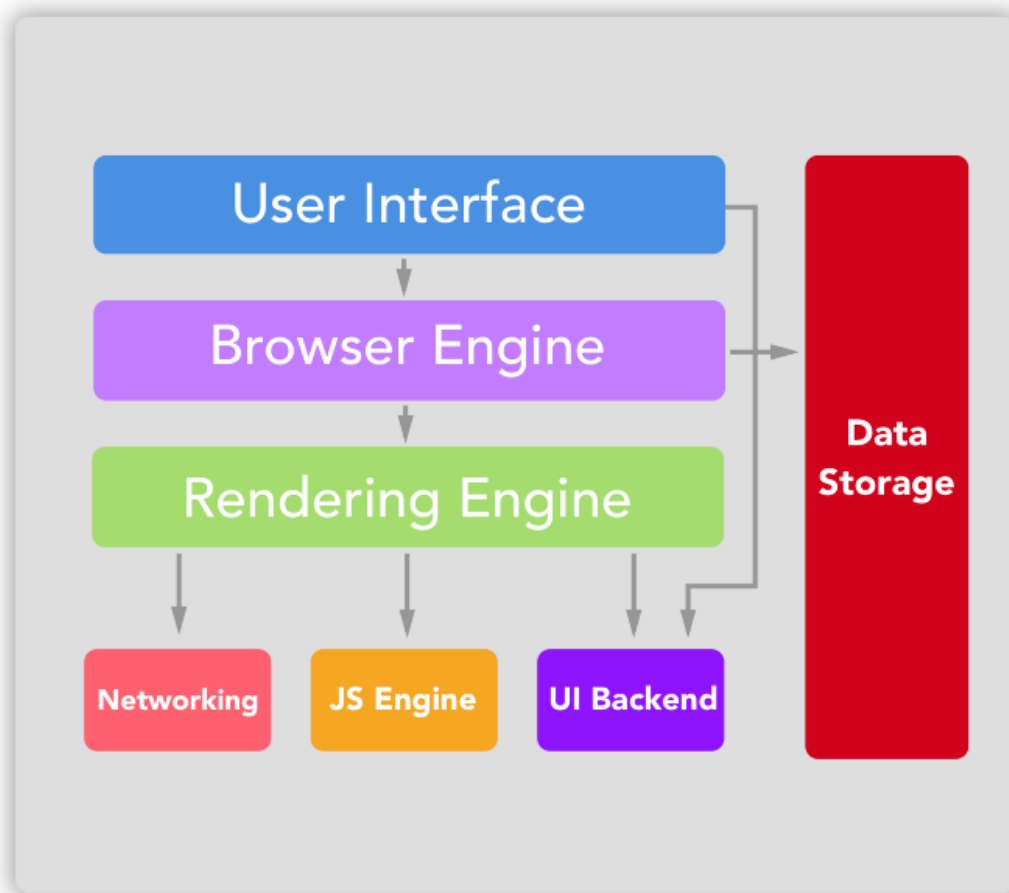 User Interface
Browser Engine
Rendering Engine
Data
Storage
Networking
JS Engine
UI Backend